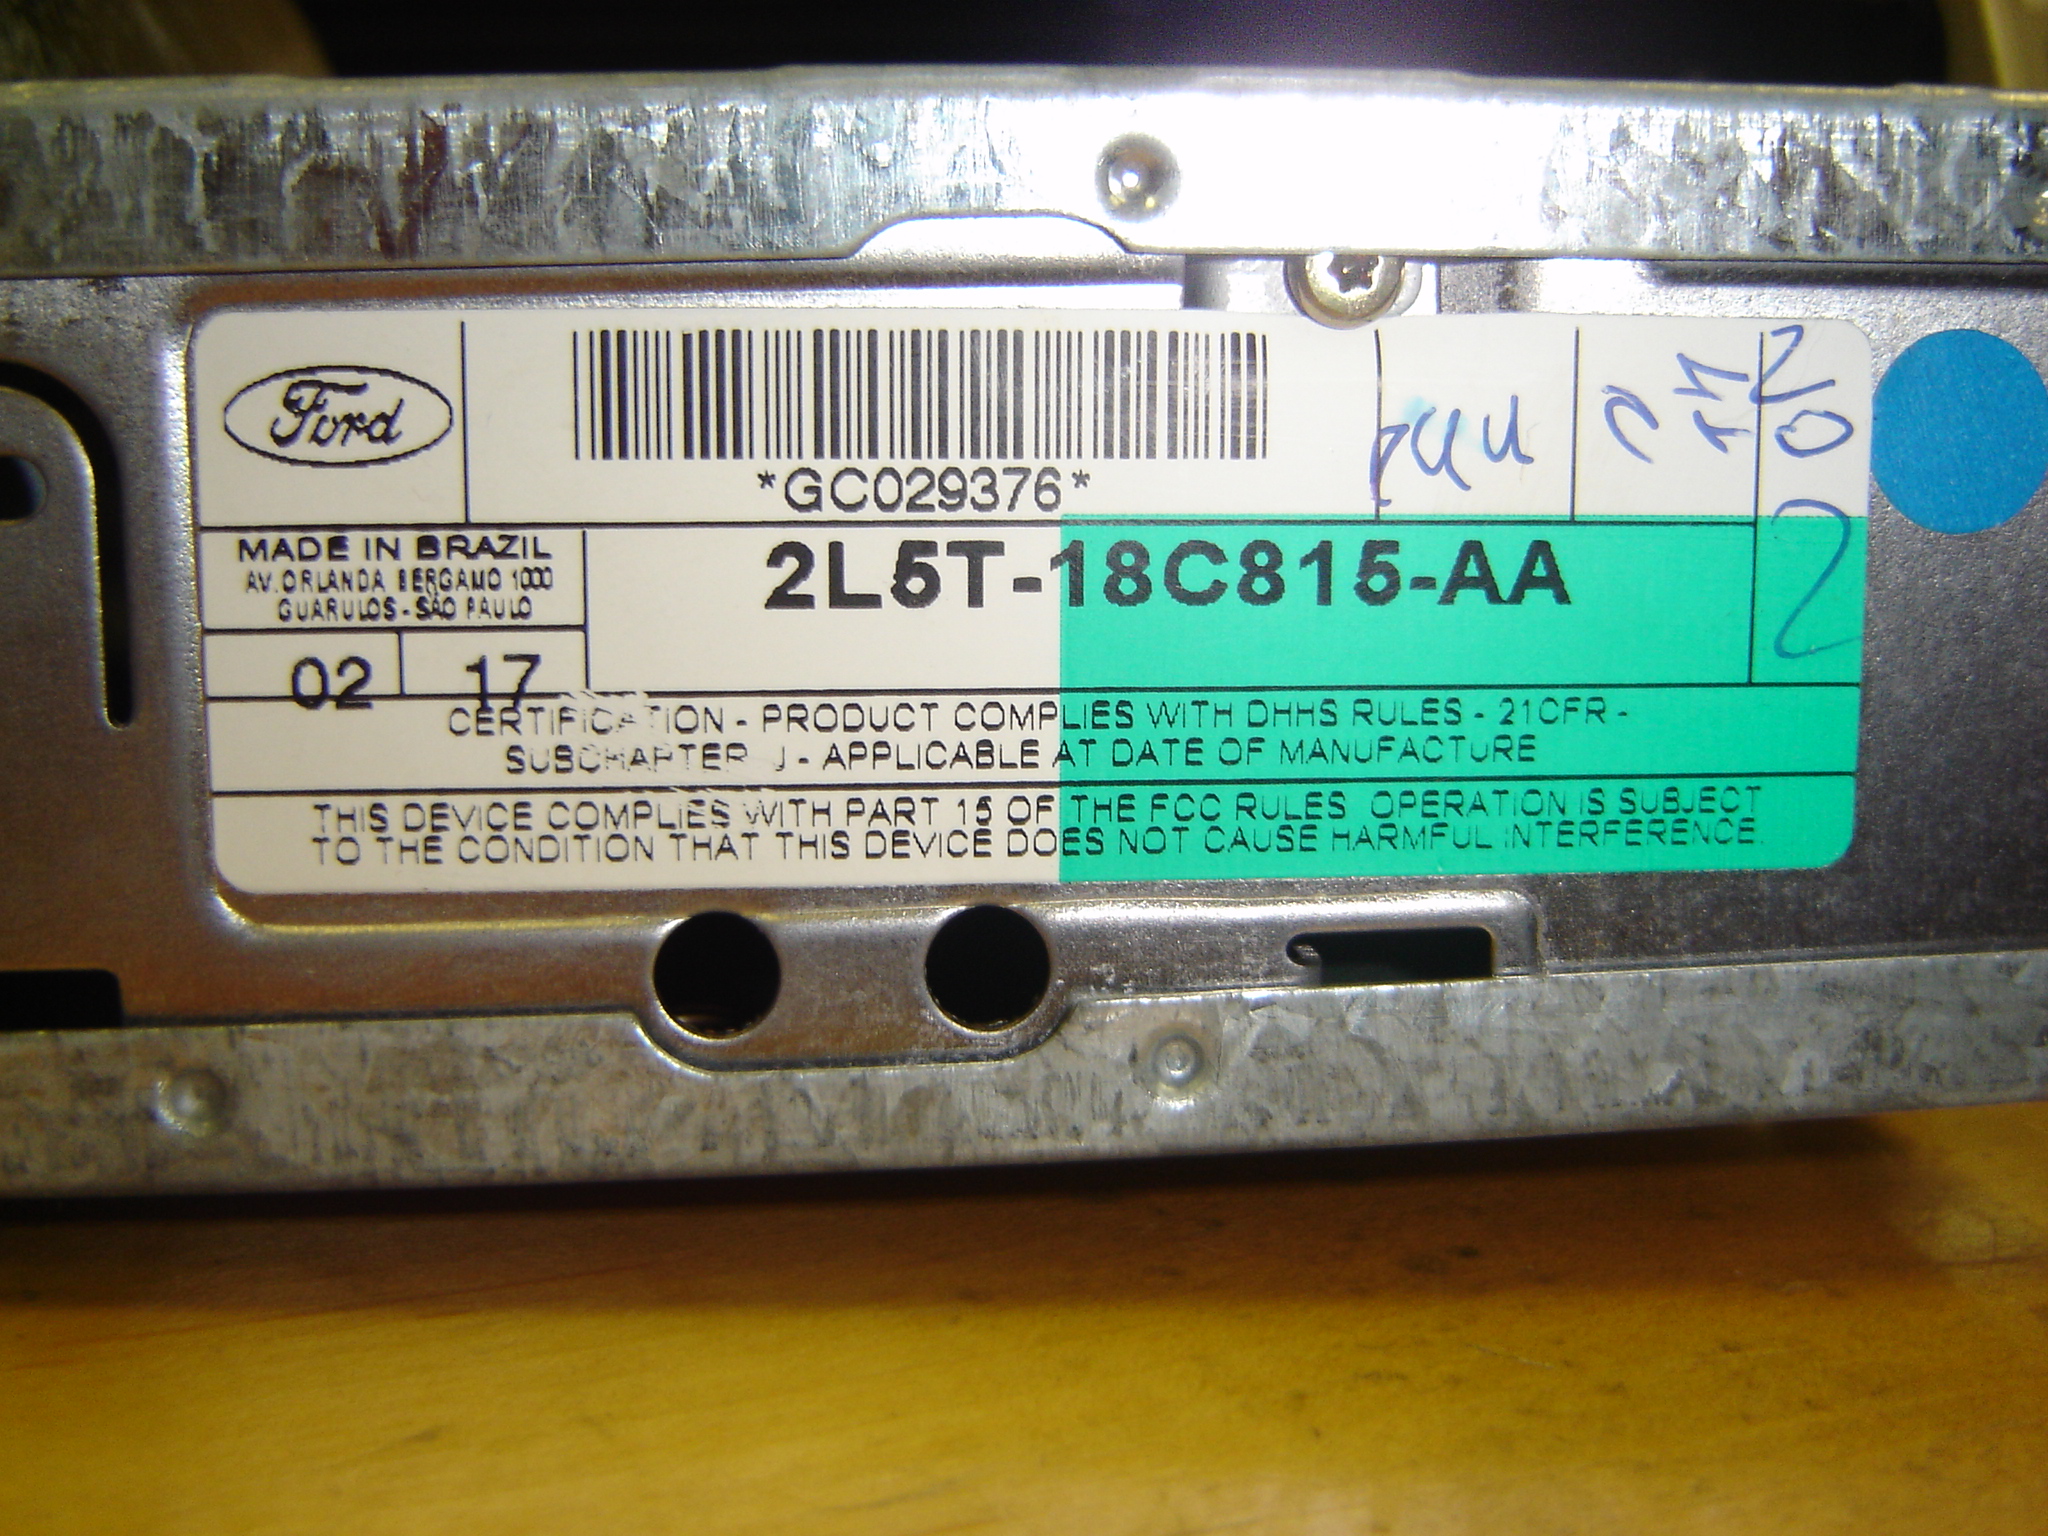 Ford
*GC029376*
MADE IN BRAZIL
AV. ORLANDA BERGAMO 1000
GUARULOS - SÃO PAULO
2L5T-18C815-AA
02 17
CERTIFICATION - PRODUCT COMPLIES WITH DHHS RULES - 21CFR -
SUBCHAPTER J - APPLICABLE AT DATE OF MANUFACTURE
THIS DEVICE COMPLIES WITH PART 15 OF THE FCC RULES OPERATION IS SUBJECT
TO THE CONDITION THAT THIS DEVICE DOES NOT CAUSE HARMFUL INTERFERENCE.